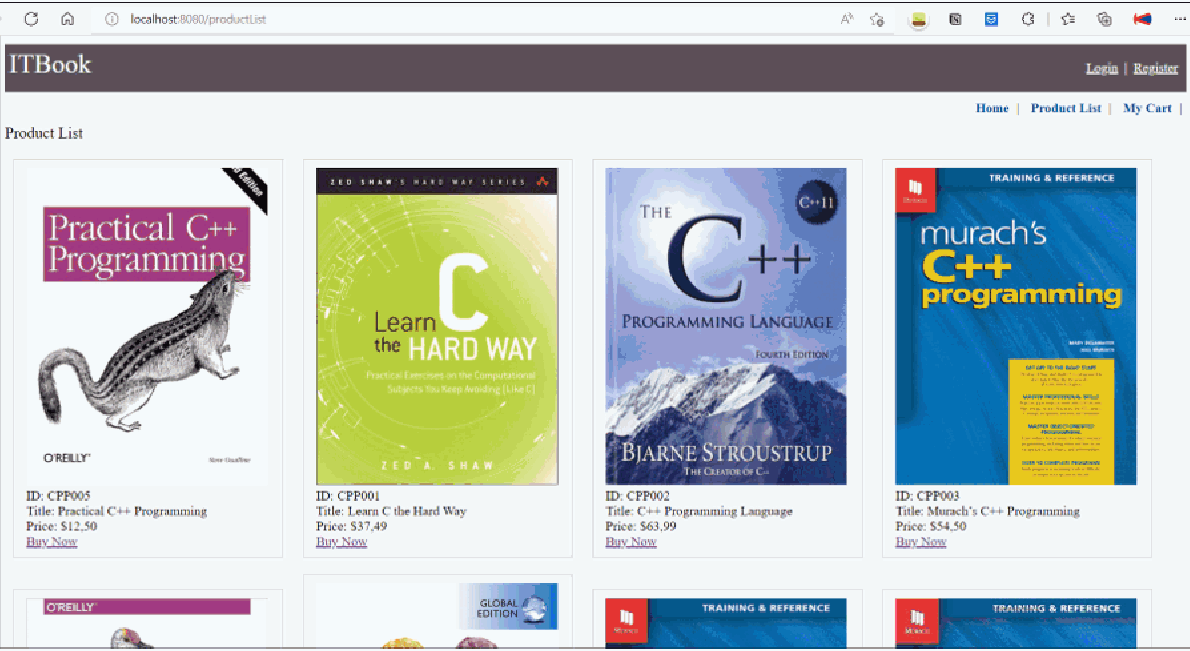 localhost:8080/productList
ITBook
Login | Register
Home | Product List | My Cart |
Product List
Edition
Practical C++
Programming
O'REILLY
ID: CPP005
Title: Practical C++ Programming
Price: $12,50
Buy Now
ZED SHAW'S HARD WAY SERIES
Learn C
the HARD WAY
Practical Exercises on the Computational
Subjects You Keep Avoiding (Like C)
ZED A. SHAW
ID: CPP001
Title: Learn C the Hard Way
Price: $37,49
Buy Now
C++11
THE
C++
PROGRAMMING LANGUAGE
FOURTH EDITION
BJARNE STROUSTRUP
THE CREATOR OF C++
ID: CPP002
Title: C++ Programming Language
Price: $63,99
Buy Now
TRAINING & REFERENCE
murach's
C++
programming
ID: CPP003
Title: Murach's C++ Programming
Price: $54,50
Buy Now
O'REILLY
GLOBAL
EDITION
TRAINING & REFERENCE
TRAINING & REFERENCE